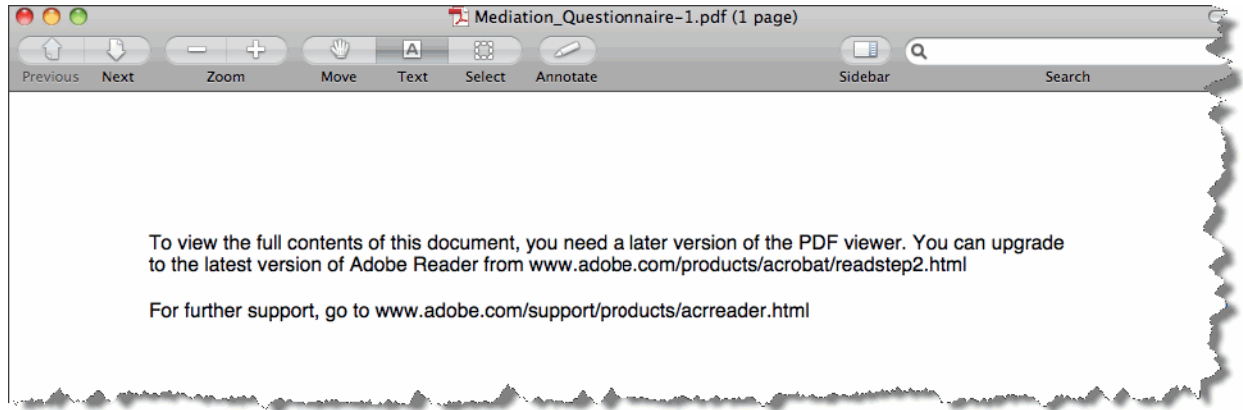 Mediation_Questionnaire-1.pdf (1 page)
Previous Next Zoom Move Text Select Annotate Sidebar Search
To view the full contents of this document, you need a later version of the PDF viewer. You can upgrade
to the latest version of Adobe Reader from www.adobe.com/products/acrobat/readstep2.html
For further support, go to www.adobe.com/support/products/acrreader.html